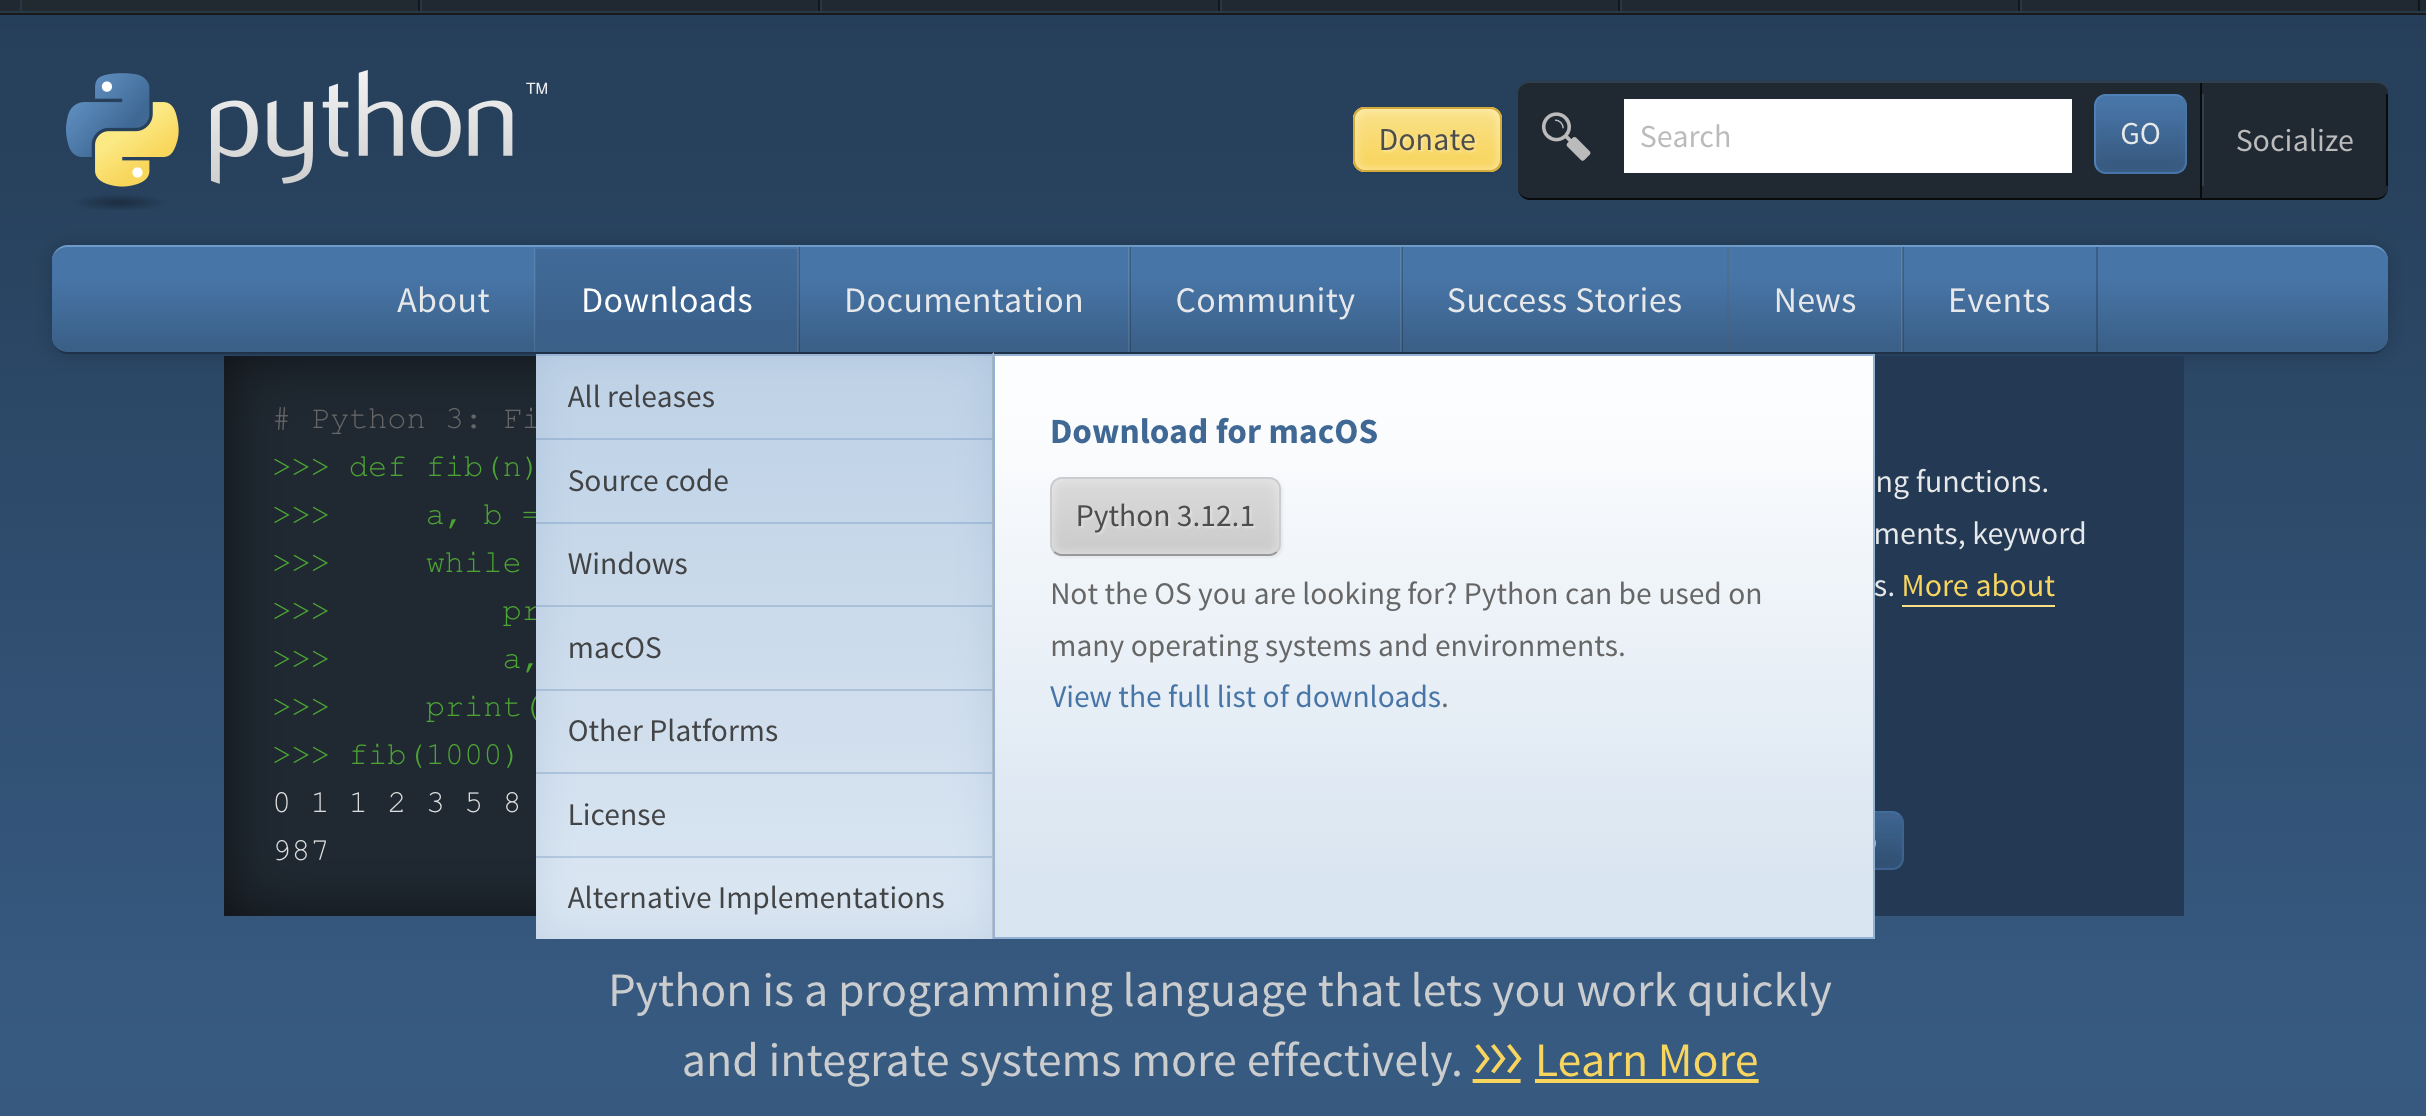 python™
Donate
Search
GO
Socialize
About
Downloads
Documentation
Community
Success Stories
News
Events
# Python 3: Fi
>>> def fib(n)
>>>     a, b =
>>>     while
>>>         pr
>>>         a,
>>>     print(
>>> fib(1000)
0 1 1 2 3 5 8
987
All releases
Source code
Windows
macOS
Other Platforms
License
Alternative Implementations
Download for macOS
Python 3.12.1
Not the OS you are looking for? Python can be used on
many operating systems and environments.
View the full list of downloads.
ng functions.
ments, keyword
s. More about
Python is a programming language that lets you work quickly
and integrate systems more effectively. >>> Learn More